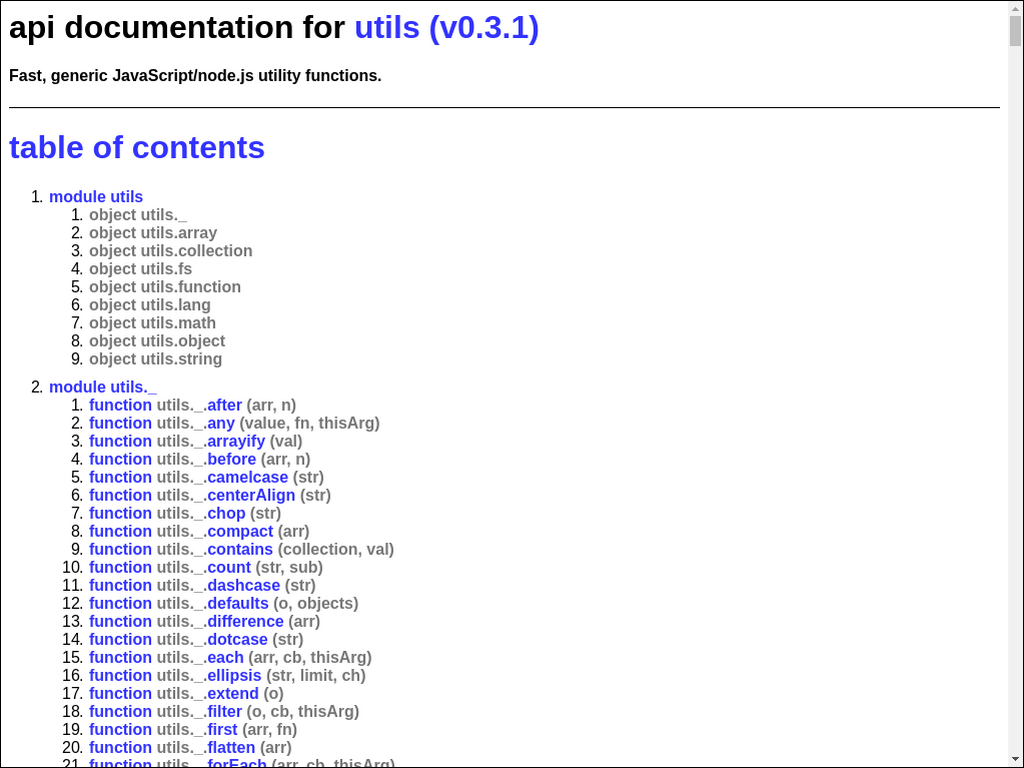 api documentation for utils (v0.3.1)
Fast, generic JavaScript/node.js utility functions.
table of contents
1. module utils
1. object utils._
2. object utils.array
3. object utils.collection
4. object utils.fs
5. object utils.function
6. object utils.lang
7. object utils.math
8. object utils.object
9. object utils.string
2. module utils._
1. function utils._.after (arr, n)
2. function utils._.any (value, fn, thisArg)
3. function utils._.arrayify (val)
4. function utils._.before (arr, n)
5. function utils._.camelcase (str)
6. function utils._.centerAlign (str)
7. function utils._.chop (str)
8. function utils._.compact (arr)
9. function utils._.contains (collection, val)
10. function utils._.count (str, sub)
11. function utils._.dashcase (str)
12. function utils._.defaults (o, objects)
13. function utils._.difference (arr)
14. function utils._.dotcase (str)
15. function utils._.each (arr, cb, thisArg)
16. function utils._.ellipsis (str, limit, ch)
17. function utils._.extend (o)
18. function utils._.filter (o, cb, thisArg)
19. function utils._.first (arr, fn)
20. function utils._.flatten (arr)
21. function utils._.forEach (arr, cb, thisArg)